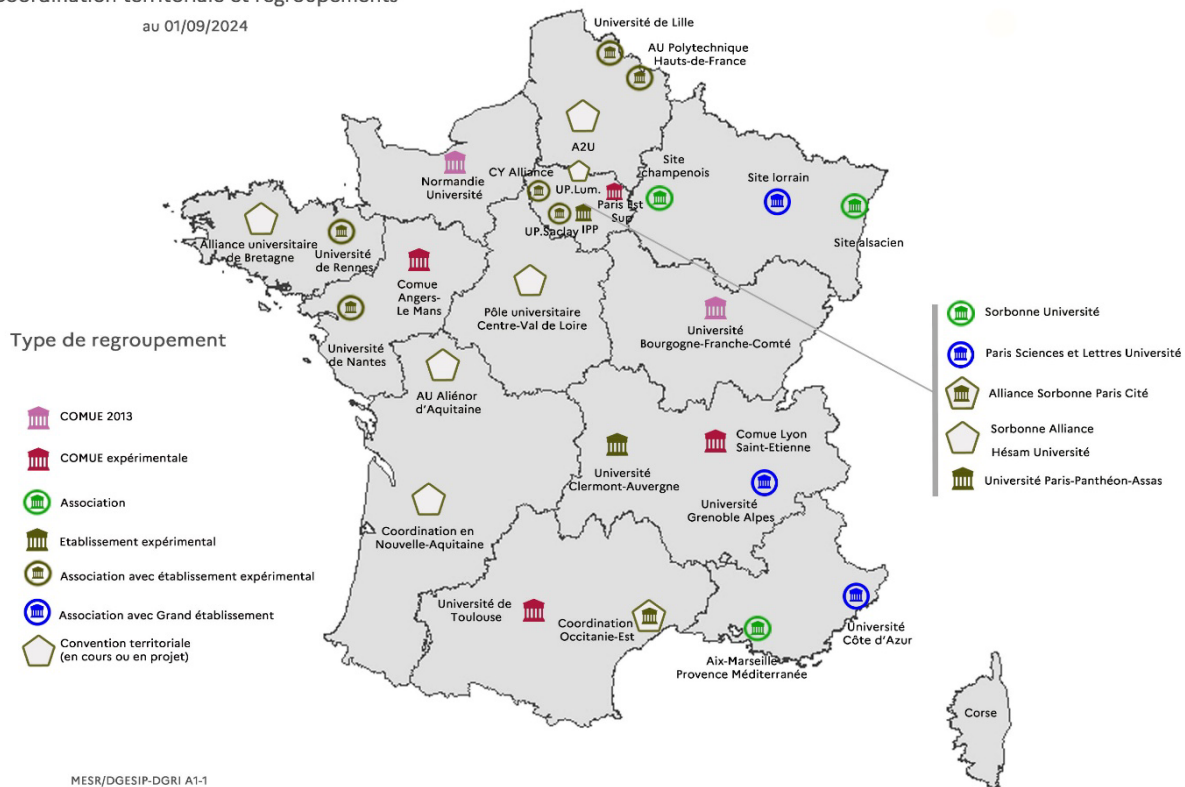 au 01/09/2024
Université de Lille
AU Polytechnique
Hauts-de-France
A2U
Normandie
Université
CY Alliance
UP.Lum.
Paris Est
Sup
UP.Saclay
IPP
Site
champenois
Site lorrain
Site alsacien
Alliance universitaire
de Bretagne
Université
de Rennes
Comue
Angers-
Le Mans
Pôle universitaire
Centre-Val de Loire
Université
Bourgogne-Franche-Comté
Université
de Nantes
AU Aliénor
d'Aquitaine
Université
Clermont-Auvergne
Comue Lyon
Saint-Etienne
Université
Grenoble Alpes
Coordination en
Nouvelle-Aquitaine
Université de
Toulouse
Coordination
Occitanie-Est
Aix-Marseille
Provence Méditerranée
Université
Côte d'Azur
Corse
Sorbonne Université
Paris Sciences et Lettres Université
Alliance Sorbonne Paris Cité
Sorbonne Alliance
Hésam Université
Université Paris-Panthéon-Assas
Type de regroupement
COMUE 2013
COMUE expérimentale
Association
Etablissement expérimental
Association avec établissement expérimental
Association avec Grand établissement
Convention territoriale
(en cours ou en projet)
MESR/DGESIP-DGRI A1-1